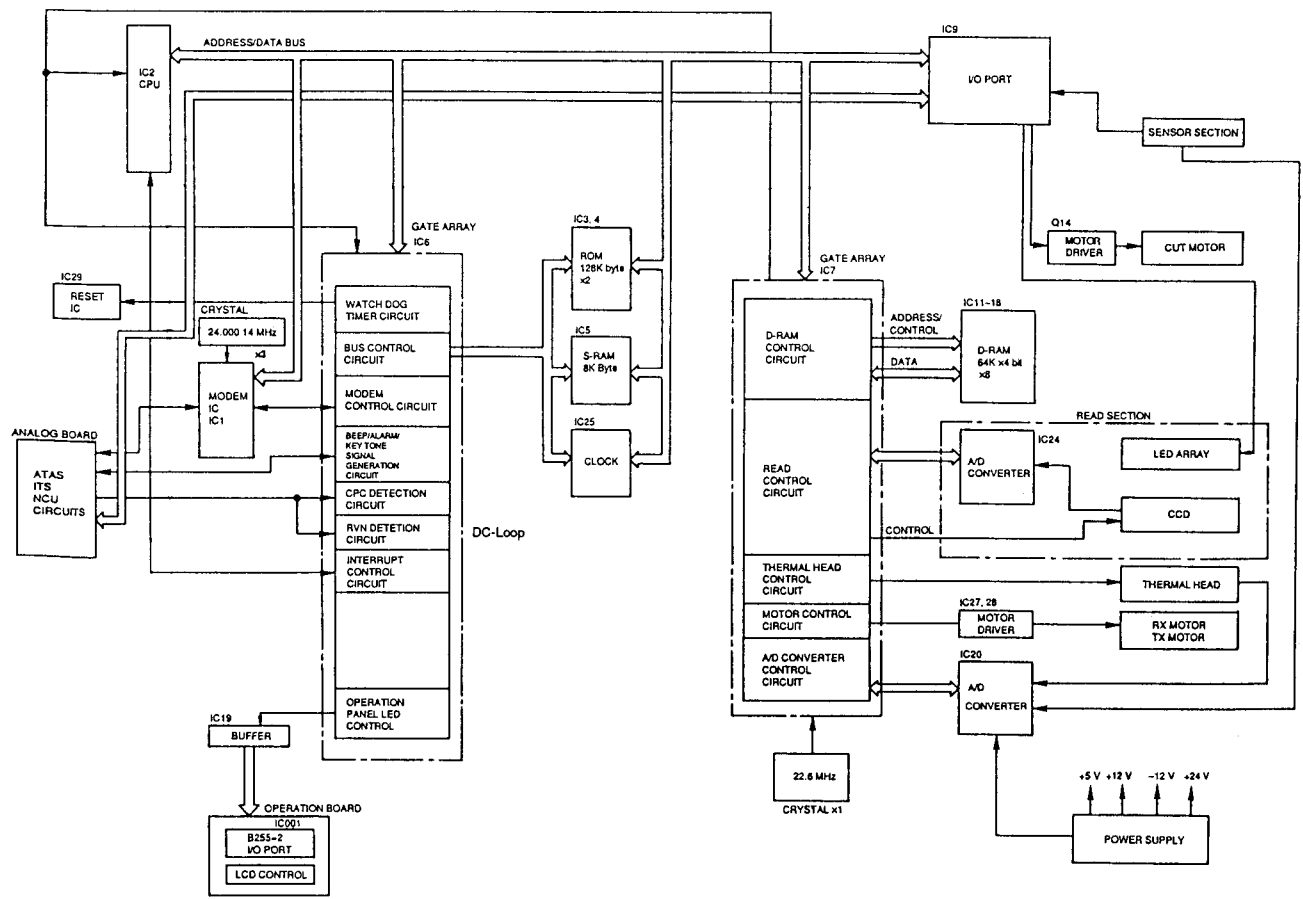 ADDRESS/DATA BUS
IC2
CPU
IC9
I/O PORT
SENSOR SECTION
Q14
MOTOR
DRIVER
CUT MOTOR
GATE ARRAY
IC6
IC29
RESET
IC
CRYSTAL
24.000 14 MHz
x3
MODEM
IC
IC1
ANALOG BOARD
ATAS
ITS
NCU
CIRCUITS
WATCH DOG
TIMER CIRCUIT
BUS CONTROL
CIRCUIT
MODEM
CONTROL CIRCUIT
BEEP/ALARM/
KEY TONE
SIGNAL
GENERATION
CIRCUIT
CPC DETECTION
CIRCUIT
RVN DETETION
CIRCUIT
INTERRUPT
CONTROL
CIRCUIT
OPERATION
PANEL LED
CONTROL
DC-Loop
IC3, 4
ROM
128K byte
x2
IC5
S-RAM
8K Byte
IC25
CLOCK
GATE ARRAY
IC7
D-RAM
CONTROL
CIRCUIT
READ
CONTROL
CIRCUIT
THERMAL HEAD
CONTROL
CIRCUIT
MOTOR CONTROL
CIRCUIT
A/D CONVERTER
CONTROL
CIRCUIT
ADDRESS/
CONTROL
DATA
IC11-18
D-RAM
64K x4 bit
x8
READ SECTION
IC24
A/D
CONVERTER
LED ARRAY
CCD
CONTROL
THERMAL HEAD
IC27, 28
MOTOR
DRIVER
RX MOTOR
TX MOTOR
IC20
A/D
CONVERTER
22.6 MHz
CRYSTAL x1
+5 V
+12 V
-12 V
+24 V
POWER SUPPLY
IC19
BUFFER
OPERATION BOARD
IC001
B255-2
I/O PORT
LCD CONTROL